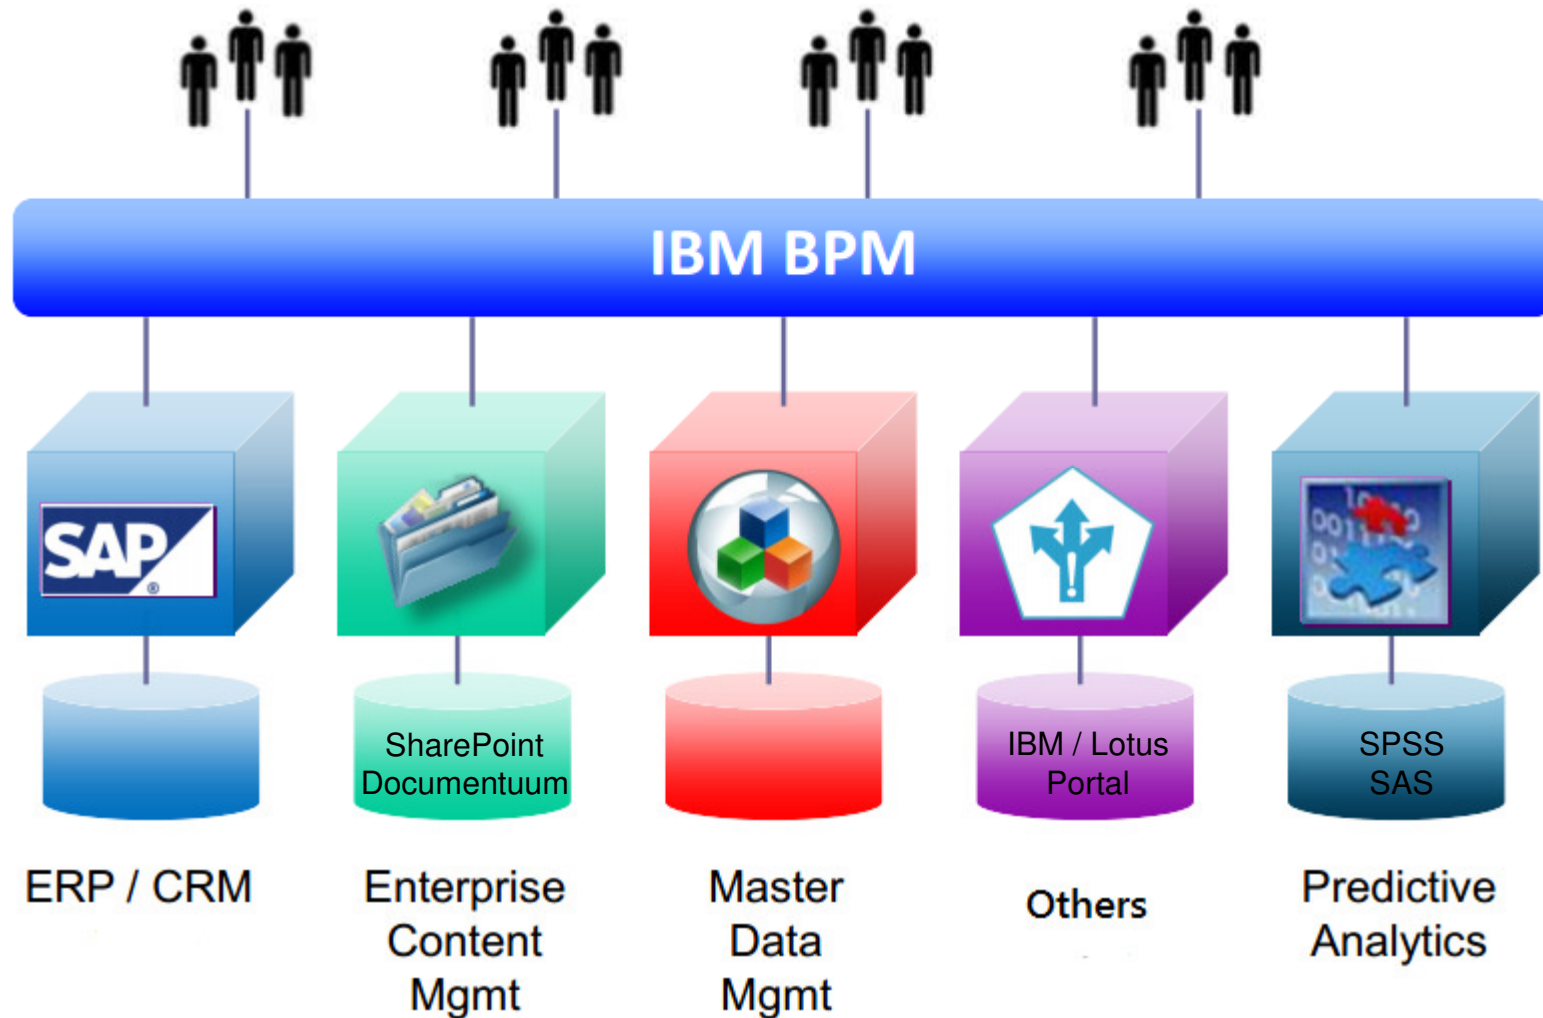 IBM BPM
SAP
®
SharePoint
Documentuum
IBM / Lotus
Portal
SPSS
SAS
ERP / CRM
Enterprise
Content
Mgmt
Master
Data
Mgmt
Others
Predictive
Analytics